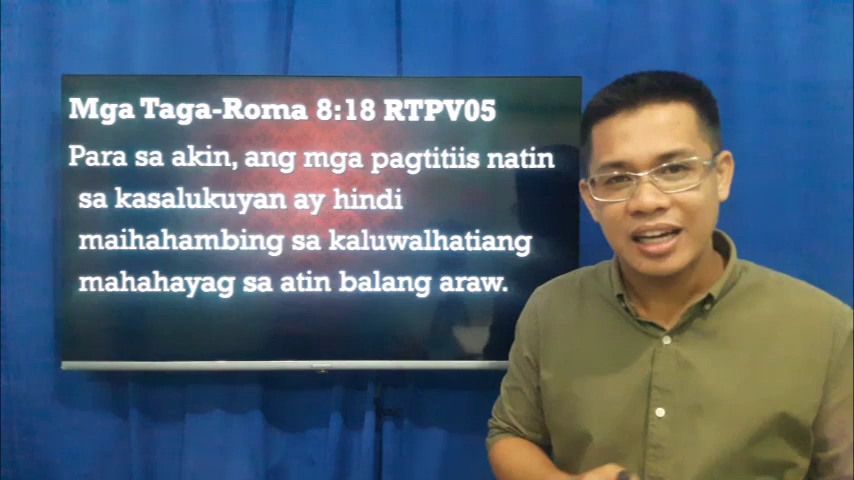 Mga Taga-Roma 8:18 RTPV05
Para sa akin, ang mga pagtitiis natin
sa kasalukuyan ay hindi
maihahambing sa kaluwalhatiang
mahahayag sa atin balang araw.